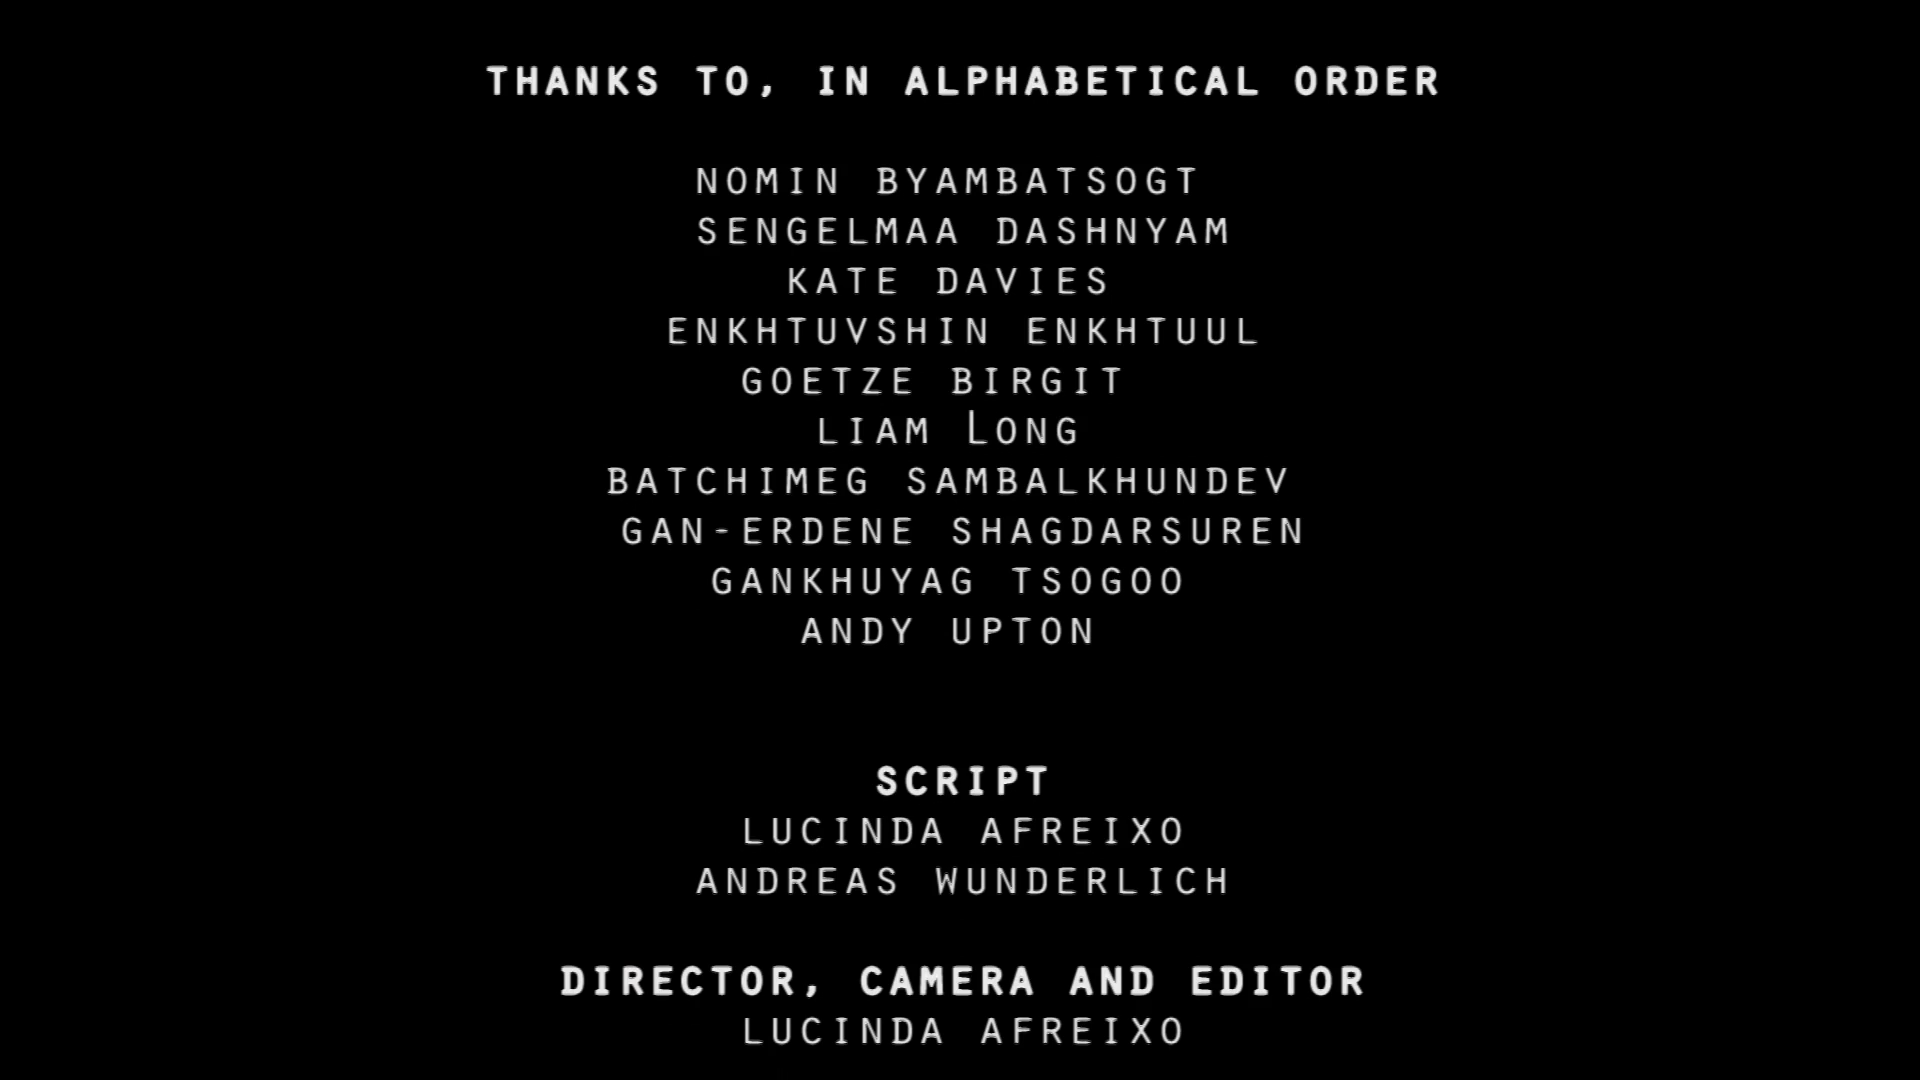 THANKS TO, IN ALPHABETICAL ORDER
NOMIN BYAMBATSOGT
SENGELMAA DASHNYAM
KATE DAVIES
ENKHTUVSHIN ENKHTUUL
GOETZE BIRGIT
LIAM LONG
BATCHIMEG SAMBALKHUNDEV
GAN-ERDENE SHAGDARSUREN
GANKHUYAG TSOGOO
ANDY UPTON
SCRIPT
LUCINDA AFREIXO
ANDREAS WUNDERLICH
DIRECTOR, CAMERA AND EDITOR
LUCINDA AFREIXO